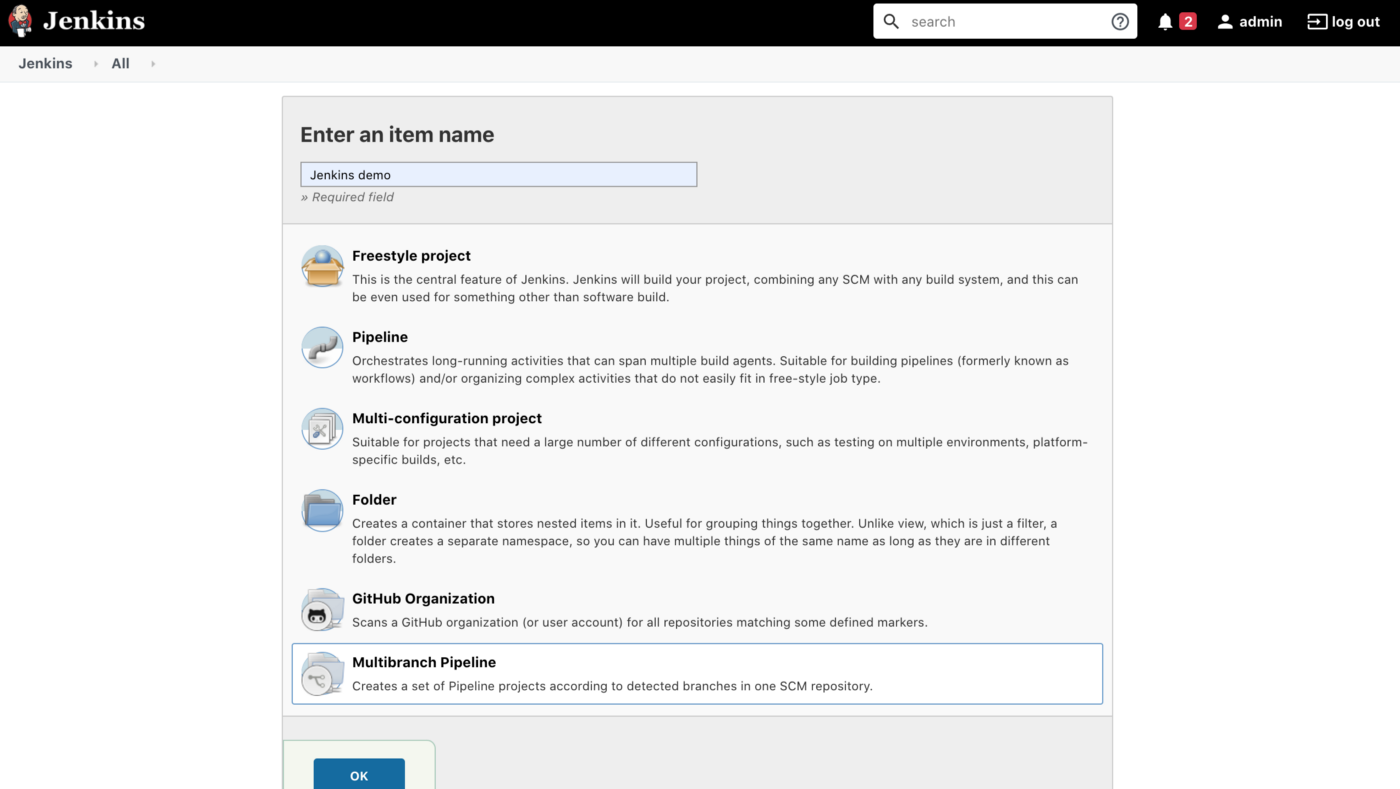 Jenkins
search
2
admin
log out
Jenkins
All
Enter an item name
Jenkins demo
» Required field
Freestyle project
This is the central feature of Jenkins. Jenkins will build your project, combining any SCM with any build system, and this can
be even used for something other than software build.
Pipeline
Orchestrates long-running activities that can span multiple build agents. Suitable for building pipelines (formerly known as
workflows) and/or organizing complex activities that do not easily fit in free-style job type.
Multi-configuration project
Suitable for projects that need a large number of different configurations, such as testing on multiple environments, platform-
specific builds, etc.
Folder
Creates a container that stores nested items in it. Useful for grouping things together. Unlike view, which is just a filter, a
folder creates a separate namespace, so you can have multiple things of the same name as long as they are in different
folders.
GitHub Organization
Scans a GitHub organization (or user account) for all repositories matching some defined markers.
Multibranch Pipeline
Creates a set of Pipeline projects according to detected branches in one SCM repository.
OK